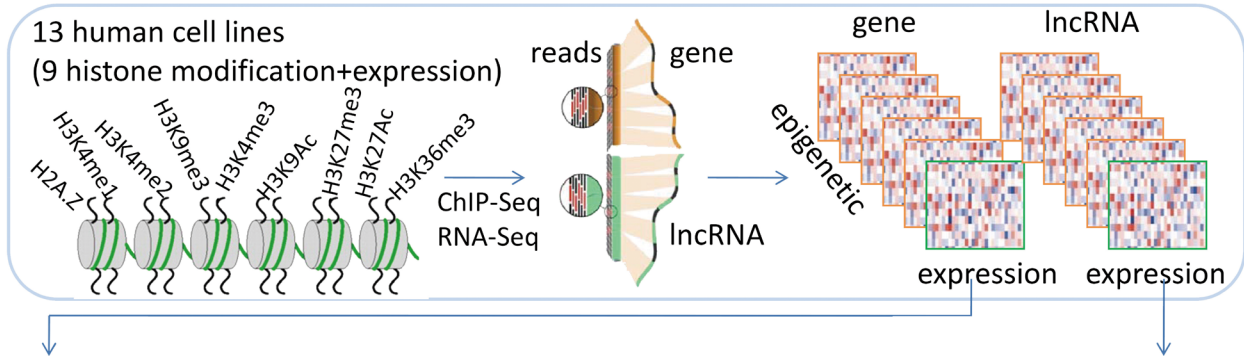 13 human cell lines
(9 histone modification+expression)
H2A.Z
H3K4me1
H3K4me2
H3K9me3
H3K4me3
H3K9Ac
H3K27me3
H3K27Ac
H3K36me3
ChIP-Seq
RNA-Seq
reads
gene
lncRNA
gene
lncRNA
epigenetic
expression
expression